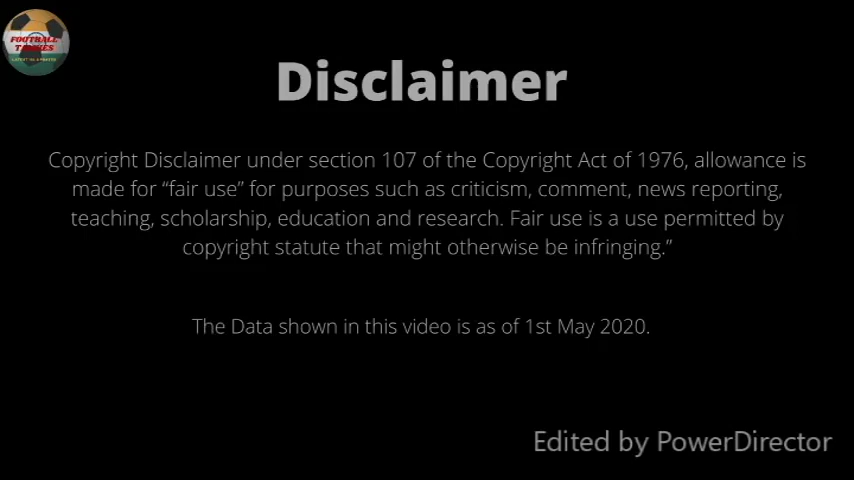 FOOTBALL
Disclaimer
Copyright Disclaimer under section 107 of the Copyright Act of 1976, allowance is
made for “fair use” for purposes such as criticism, comment, news reporting,
teaching, scholarship, education and research. Fair use is a use permitted by
copyright statute that might otherwise be infringing.”
The Data shown in this video is as of 1st May 2020.
Edited by PowerDirector